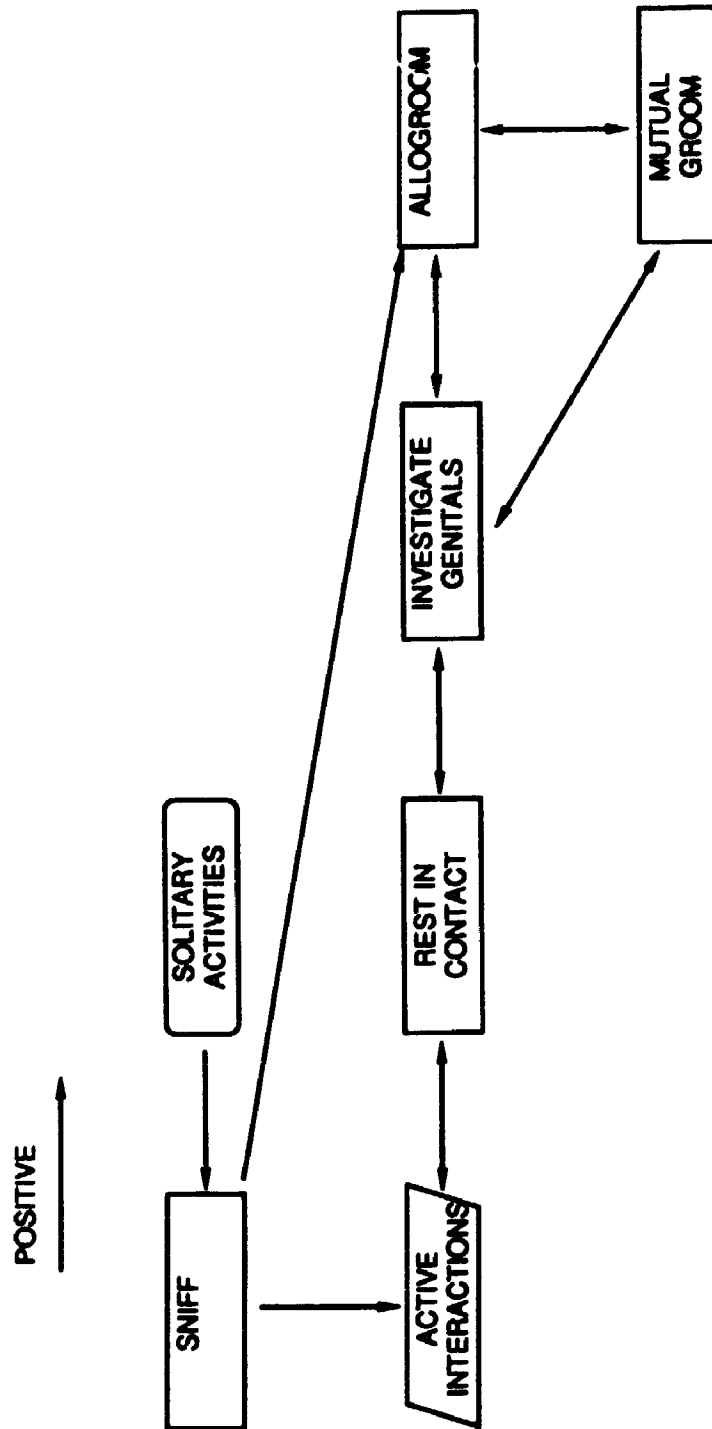 POSITIVE
SNIFF
SOLITARY
ACTIVITIES
ACTIVE
INTERACTIONS
REST IN
CONTACT
INVESTIGATE
GENITALS
ALLOGROOM
MUTUAL
GROOM